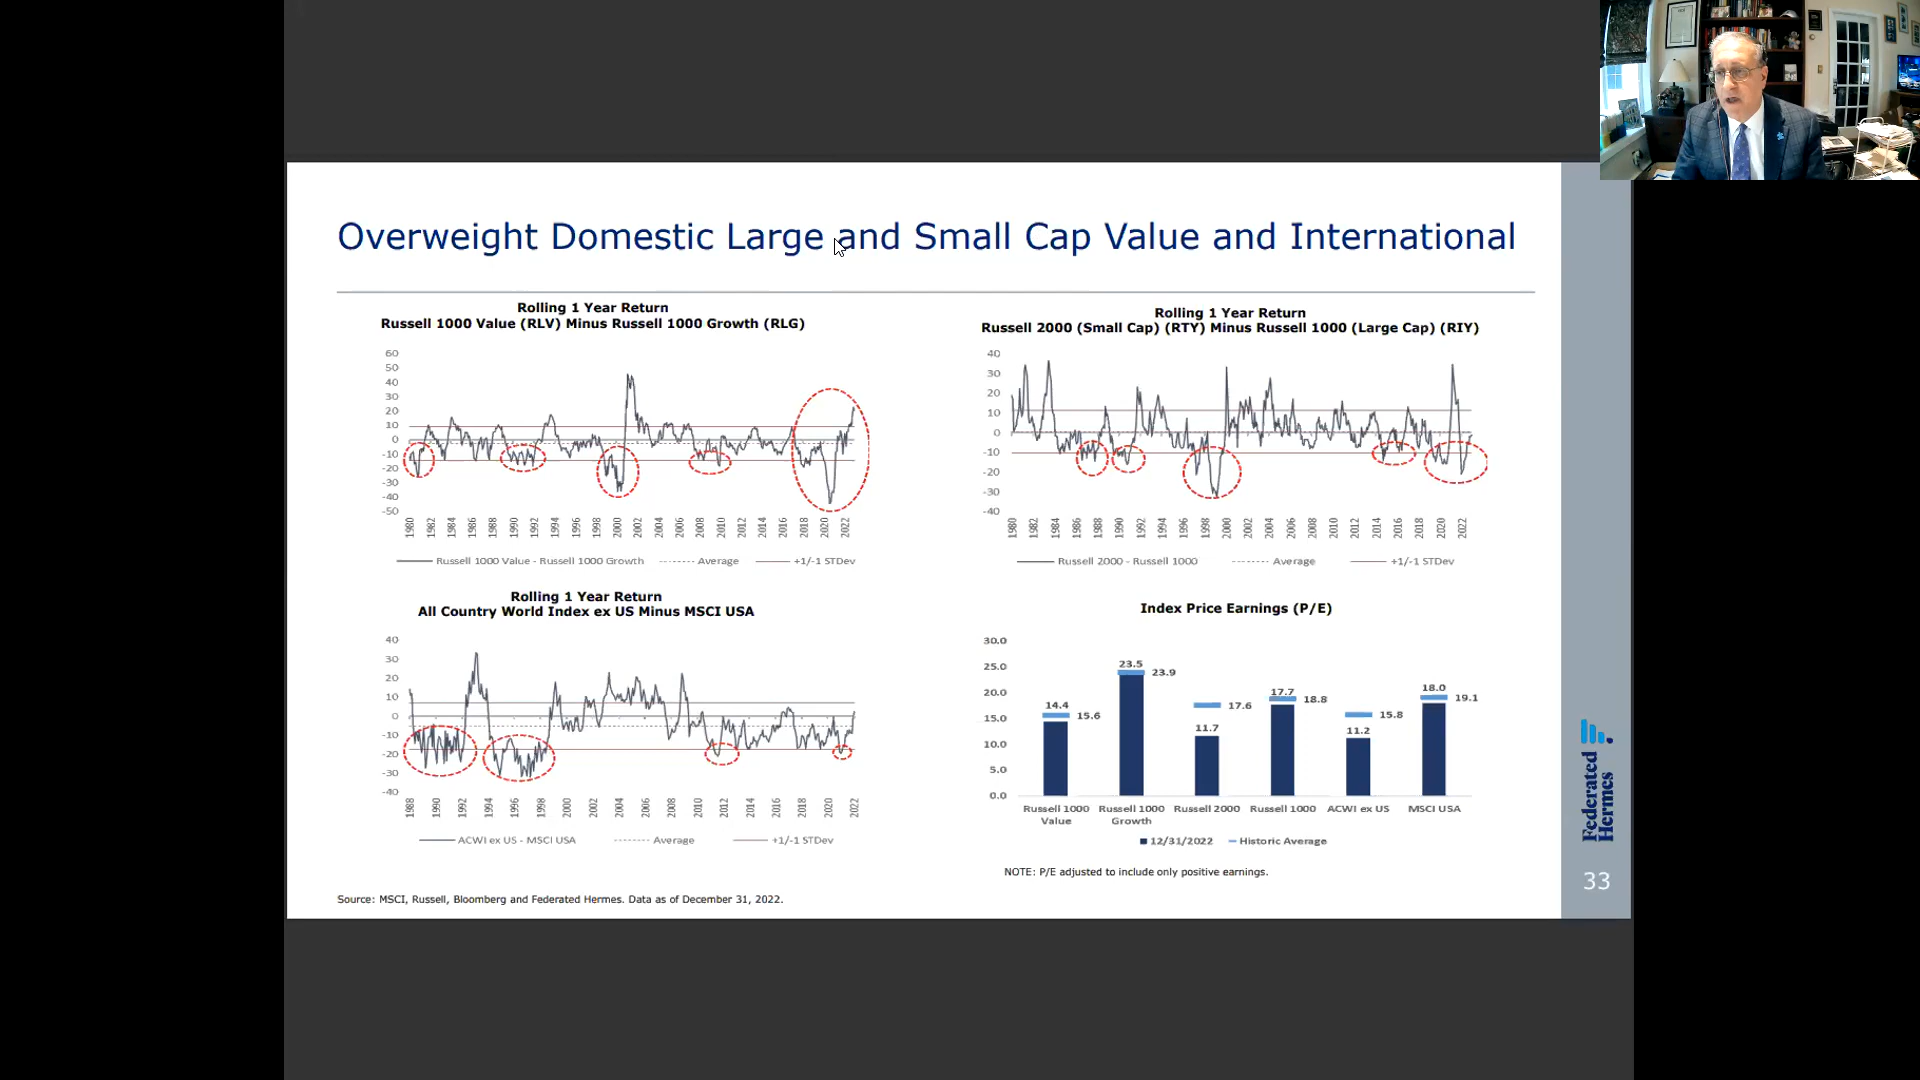 Overweight Domestic Large and Small Cap Value and International
Rolling 1 Year Return
Russell 1000 Value (RLV) Minus Russell 1000 Growth (RLG)
60
50
40
30
20
10
0
-10
-20
-30
-40
-50
1980 1982 1984 1986 1988 1990 1992 1994 1996 1998 2000 2002 2004 2006 2008 2010 2012 2014 2016 2018 2020 2022
Russell 1000 Value - Russell 1000 Growth Average +1/-1 STDev
Rolling 1 Year Return
Russell 2000 (Small Cap) (RTY) Minus Russell 1000 (Large Cap) (RIY)
40
30
20
10
0
-10
-20
-30
-40
1980 1982 1984 1986 1988 1990 1992 1994 1996 1998 2000 2002 2004 2006 2008 2010 2012 2014 2016 2018 2020 2022
Russell 2000 - Russell 1000 Average +1/-1 STDev
Rolling 1 Year Return
All Country World Index ex US Minus MSCI USA
40
30
20
10
0
-10
-20
-30
-40
1988 1990 1992 1994 1996 1998 2000 2002 2004 2006 2008 2010 2012 2014 2016 2018 2020 2022
ACWI ex US - MSCI USA Average +1/-1 STDev
Index Price Earnings (P/E)
30.0
25.0
20.0
15.0
10.0
5.0
0.0
14.4 15.6
23.5 23.9
17.6 11.7
17.7 18.8
15.8 11.2
18.0 19.1
Russell 1000 Value
Russell 1000 Growth
Russell 2000
Russell 1000
ACWI ex US
MSCI USA
12/31/2022 Historic Average
NOTE: P/E adjusted to include only positive earnings.
Source: MSCI, Russell, Bloomberg and Federated Hermes. Data as of December 31, 2022.
Federated
Hermes
33